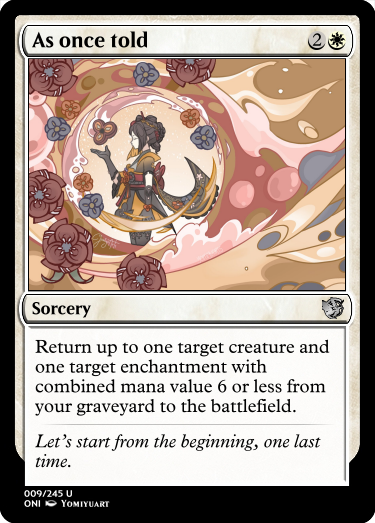 As once told
2
Sorcery
Return up to one target creature and
one target enchantment with
combined mana value 6 or less from
your graveyard to the battlefield.
Let's start from the beginning, one last
time.
009/245 U
ONI YOMIYUART